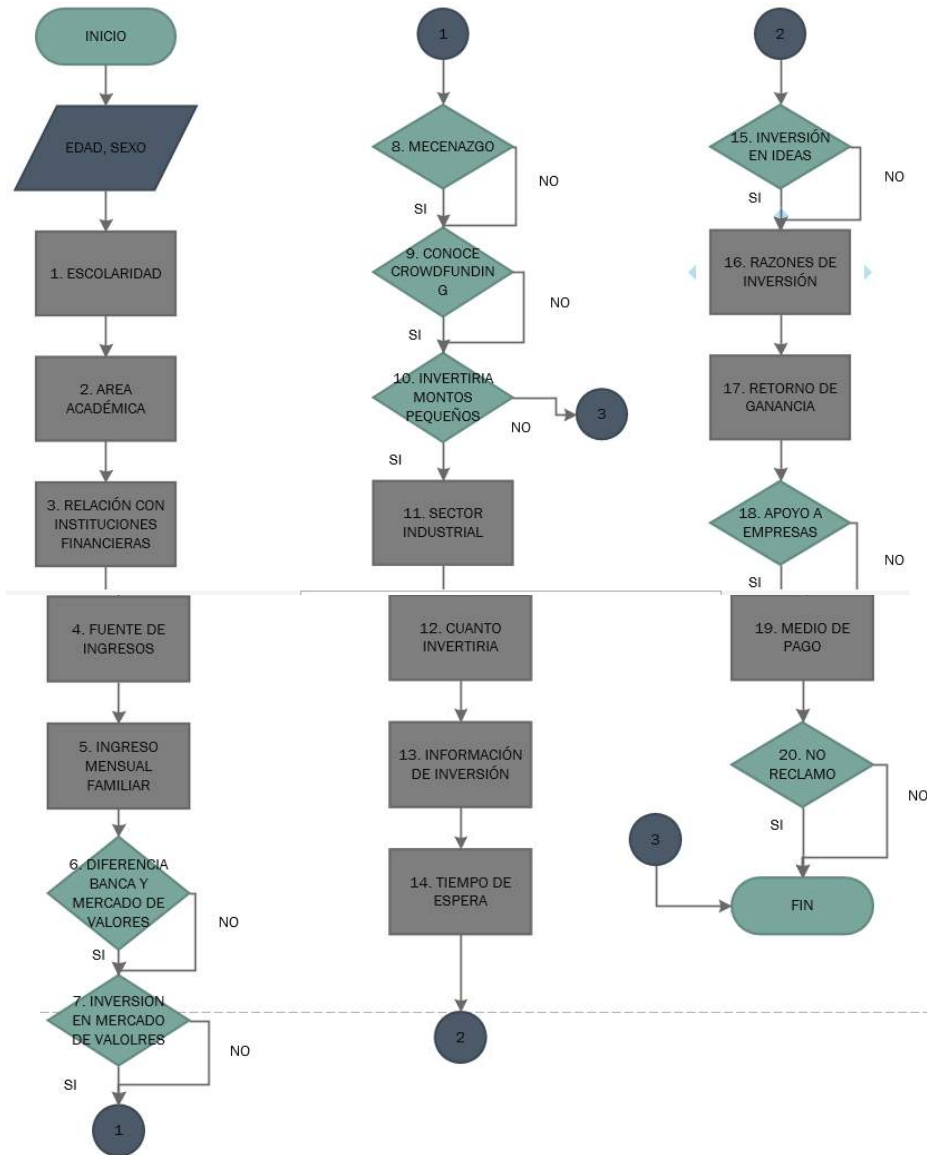 INICIO
EDAD, SEXO
1. ESCOLARIDAD
2. AREA
ACADÉMICA
3. RELACIÓN CON
INSTITUCIONES
FINANCIERAS
4. FUENTE DE
INGRESOS
5. INGRESO
MENSUAL
FAMILIAR
6. DIFERENCIA
BANCA Y
MERCADO DE
VALORES
NO
SI
7. INVERSION
EN MERCADO
DE VALOLRES
NO
SI
1
1
8. MECENAZGO
NO
SI
9. CONOCE
CROWDFUNDIN
G
NO
SI
10. INVERTIRIA
MONTOS
PEQUEÑOS
NO
3
SI
11. SECTOR
INDUSTRIAL
12. CUANTO
INVERTIRIA
13. INFORMACIÓN
DE INVERSIÓN
14. TIEMPO DE
ESPERA
2
2
15. INVERSIÓN
EN IDEAS
NO
SI
16. RAZONES DE
INVERSIÓN
17. RETORNO DE
GANANCIA
18. APOYO A
EMPRESAS
NO
SI
19. MEDIO DE
PAGO
20. NO
RECLAMO
NO
SI
3
FIN